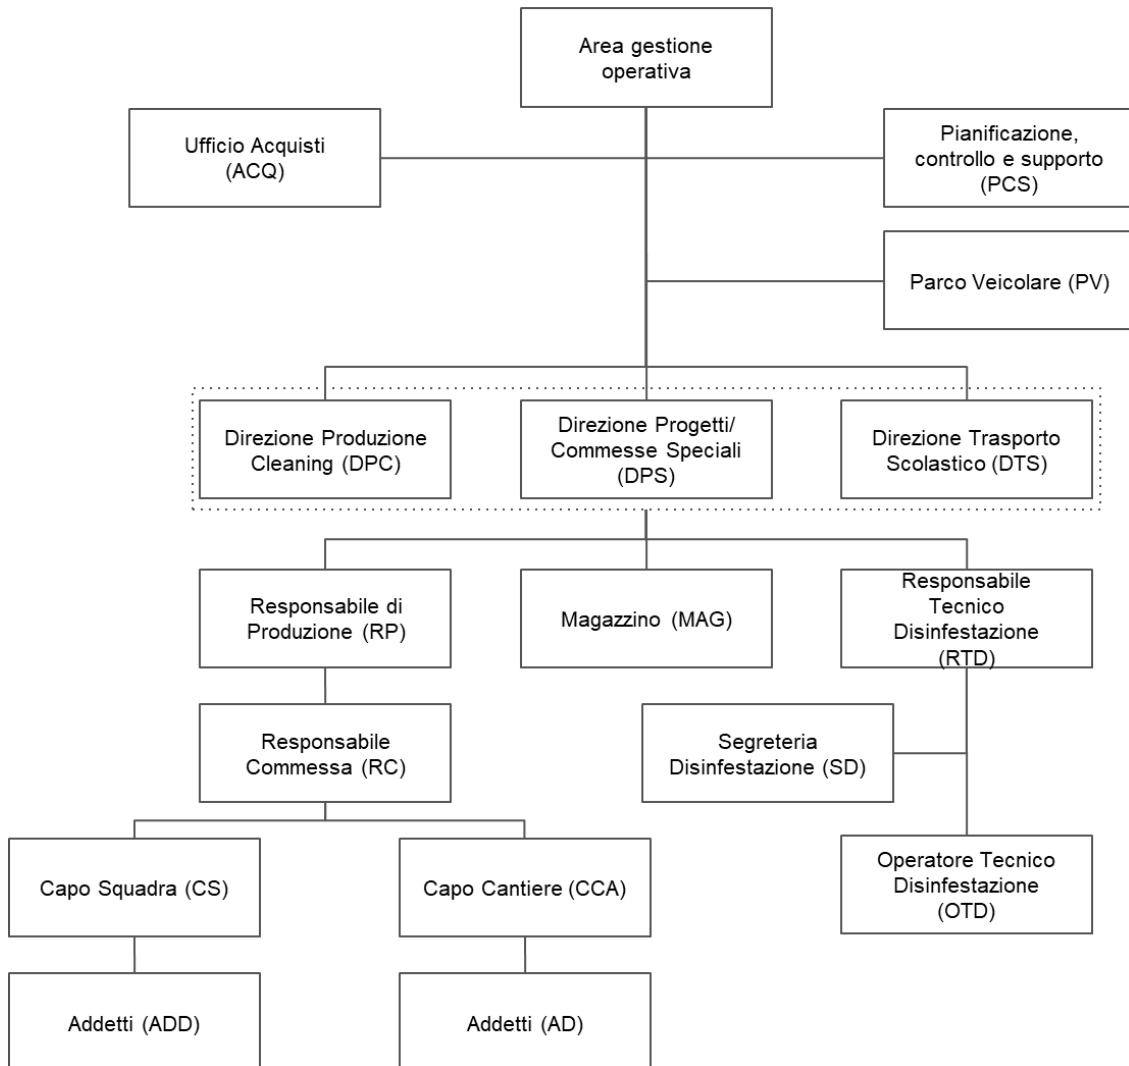 Area gestione
operativa
Ufficio Acquisti
(ACQ)
Pianificazione,
controllo e supporto
(PCS)
Parco Veicolare (PV)
Direzione Produzione
Cleaning (DPC)
Direzione Progetti/
Commesse Speciali
(DPS)
Direzione Trasporto
Scolastico (DTS)
Responsabile di
Produzione (RP)
Magazzino (MAG)
Responsabile
Tecnico
Disinfestazione
(RTD)
Responsabile
Commessa (RC)
Segreteria
Disinfestazione (SD)
Capo Squadra (CS)
Capo Cantiere (CCA)
Operatore Tecnico
Disinfestazione
(OTD)
Addetti (ADD)
Addetti (AD)